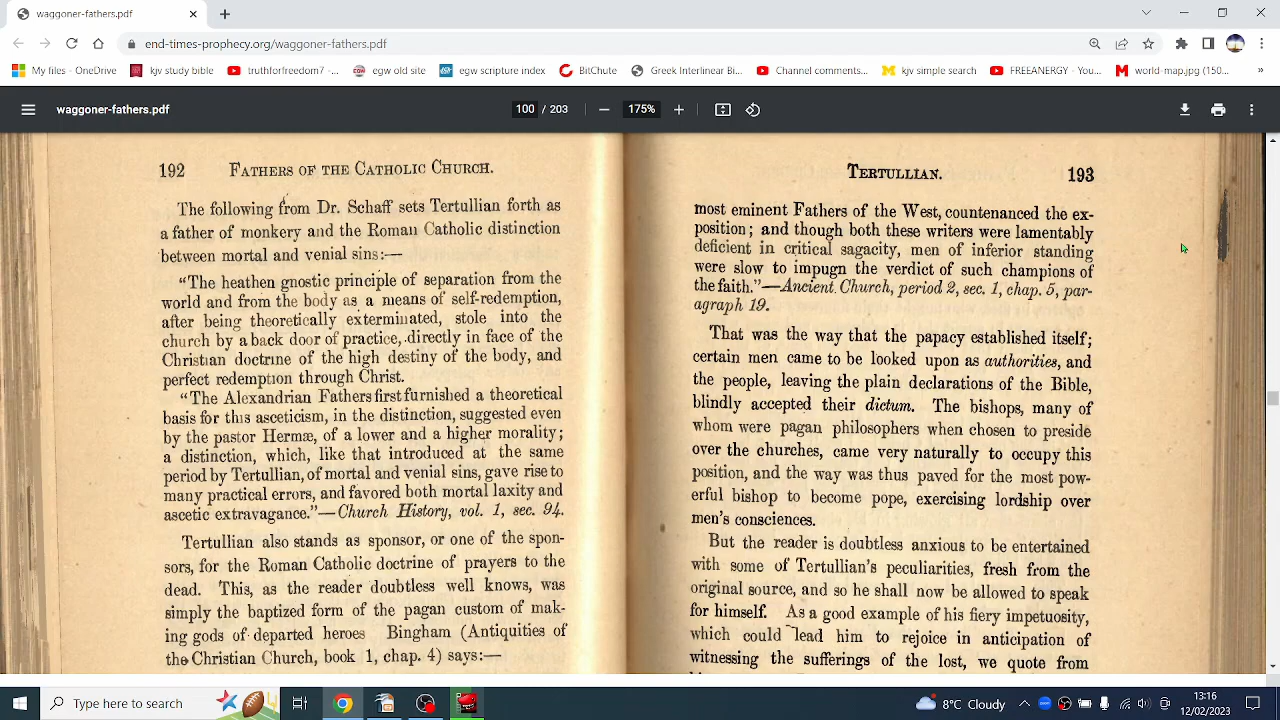 waggoner-fathers.pdf
end-times-prophecy.org/waggoner-fathers.pdf
My files - OneDrive
kjv study bible
truthforfreedom7 - ...
egw old site
egw scripture index
BitChute
Greek Interlinear Bi...
Channel comments...
kjv simple search
FREEANERGY - You...
world-map.jpg (150...
»
waggoner-fathers.pdf
100 / 203
175%
192 FATHERS OF THE CATHOLIC CHURCH.
The following from Dr. Schaff sets Tertullian forth as
a father of monkery and the Roman Catholic distinction
between mortal and venial sins:—
"The heathen gnostic principle of separation from the
world and from the body as a means of self-redemption,
after being theoretically exterminated, stole into the
church by a back door of practice, directly in face of the
Christian doctrine of the high destiny of the body, and
perfect redemption through Christ.
"The Alexandrian Fathers first furnished a theoretical
basis for this asceticism, in the distinction, suggested even
by the pastor Hermæ, of a lower and a higher morality;
a distinction, which, like that introduced at the same
period by Tertullian, of mortal and venial sins, gave rise to
many practical errors, and favored both mortal laxity and
ascetic extravagance."—Church History, vol. 1, sec. 94.
Tertullian also stands as sponsor, or one of the spon-
sors, for the Roman Catholic doctrine of prayers to the
dead. This, as the reader doubtless well knows, was
simply the baptized form of the pagan custom of mak-
ing gods of departed heroes Bingham (Antiquities of
the Christian Church, book 1, chap. 4) says:—
TERTULLIAN. 193
most eminent Fathers of the West, countenanced the ex-
position; and though both these writers were lamentably
deficient in critical sagacity, men of inferior standing
were slow to impugn the verdict of such champions of
the faith."—Ancient Church, period 2, sec. 1, chap. 5, par-
agraph 19.
That was the way that the papacy established itself;
certain men came to be looked upon as authorities, and
the people, leaving the plain declarations of the Bible,
blindly accepted their dictum. The bishops, many of
whom were pagan philosophers when chosen to preside
over the churches, came very naturally to occupy this
position, and the way was thus paved for the most pow-
erful bishop to become pope, exercising lordship over
men's consciences.
But the reader is doubtless anxious to be entertained
with some of Tertullian's peculiarities, fresh from the
original source, and so he shall now be allowed to speak
for himself. As a good example of his fiery impetuosity,
which could lead him to rejoice in anticipation of
witnessing the sufferings of the lost, we quote from
Type here to search
8°C Cloudy
13:16
12/02/2023